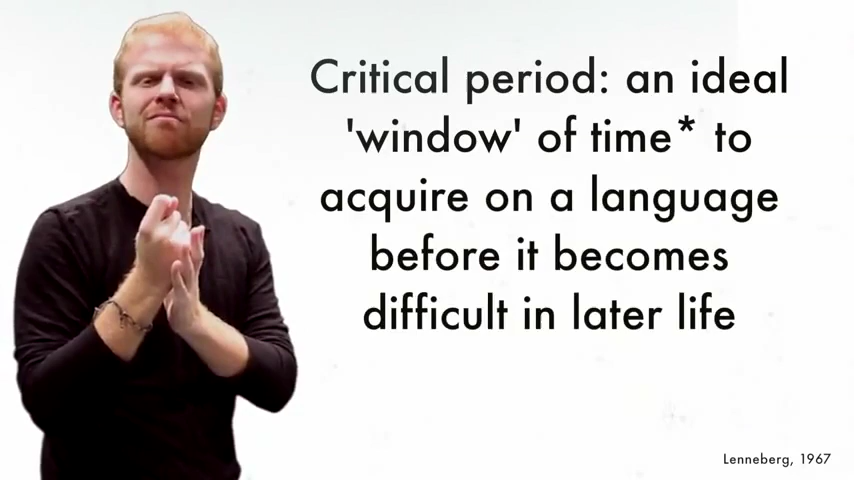 Critical period: an ideal
'window' of time* to
acquire on a language
before it becomes
difficult in later life
Lenneberg, 1967